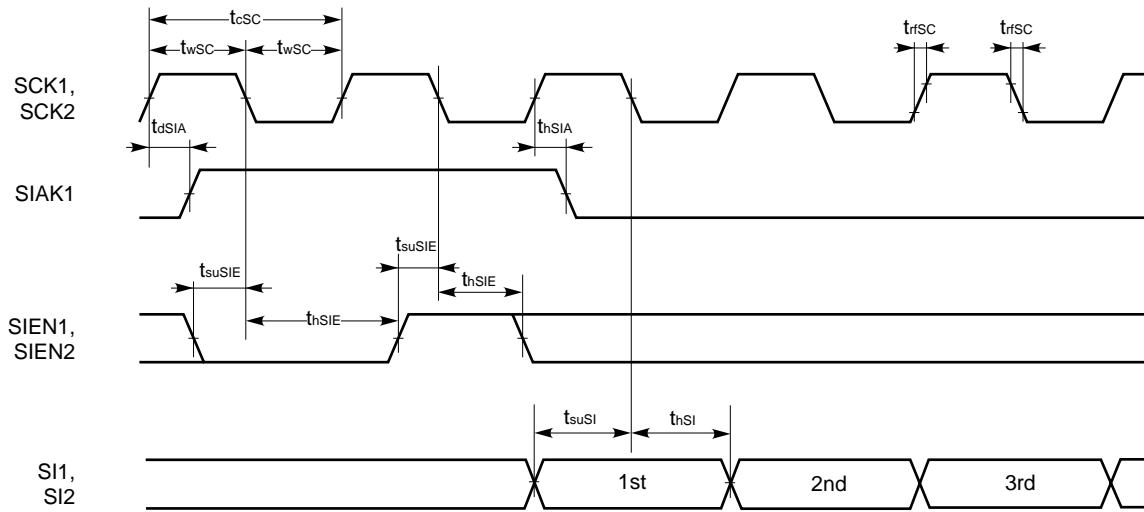 tcSC
twSC twSC
trfSC trfSC
SCK1,
SCK2
tdSIA thSIA
SIAK1
tsuSIE
tsuSIE
thSIE
thSIE
SIEN1,
SIEN2
tsuSI thSI
SI1,
SI2
1st 2nd 3rd